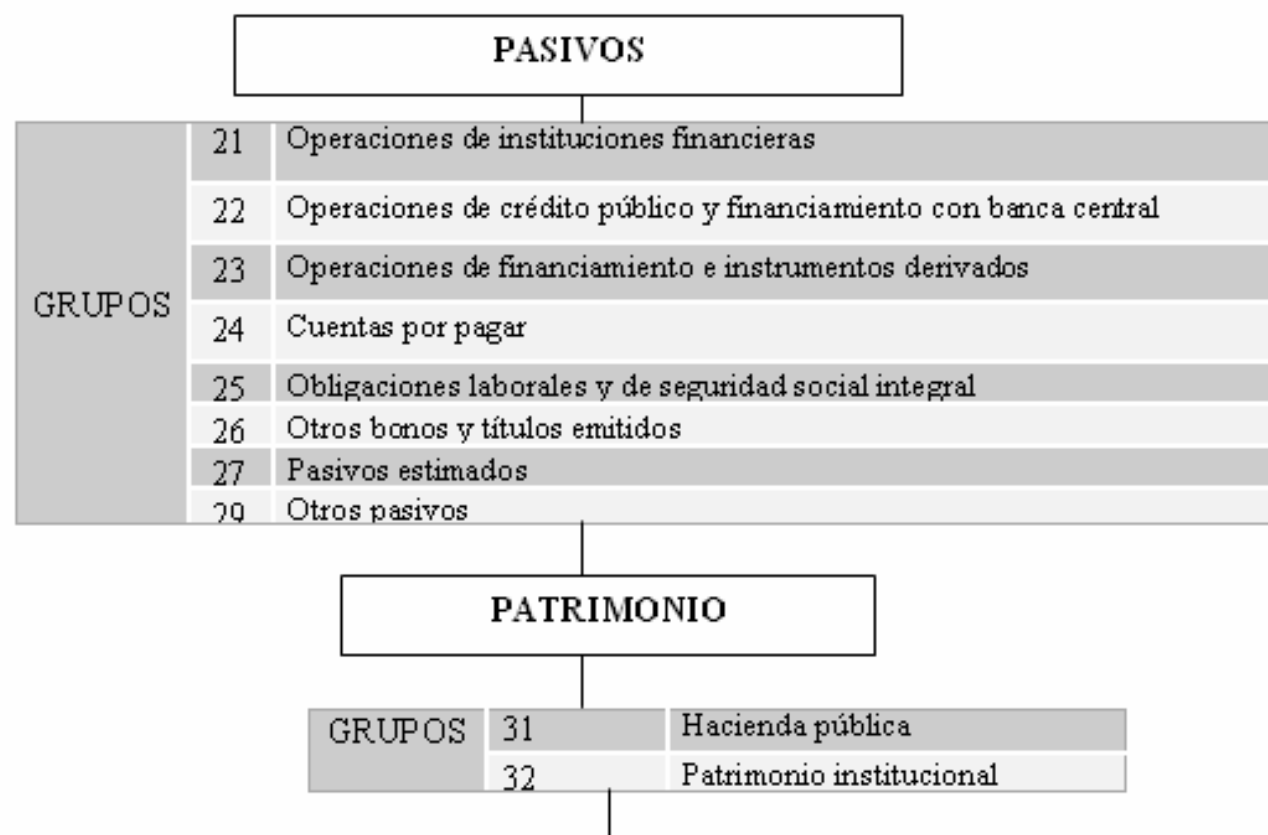 PASIVOS
GRUPOS
21 Operaciones de instituciones financieras
22 Operaciones de crédito público y financiamiento con banca central
23 Operaciones de financiamiento e instrumentos derivados
24 Cuentas por pagar
25 Obligaciones laborales y de seguridad social integral
26 Otros bonos y títulos emitidos
27 Pasivos estimados
29 Otros pasivos
PATRIMONIO
GRUPOS
31 Hacienda pública
32 Patrimonio institucional